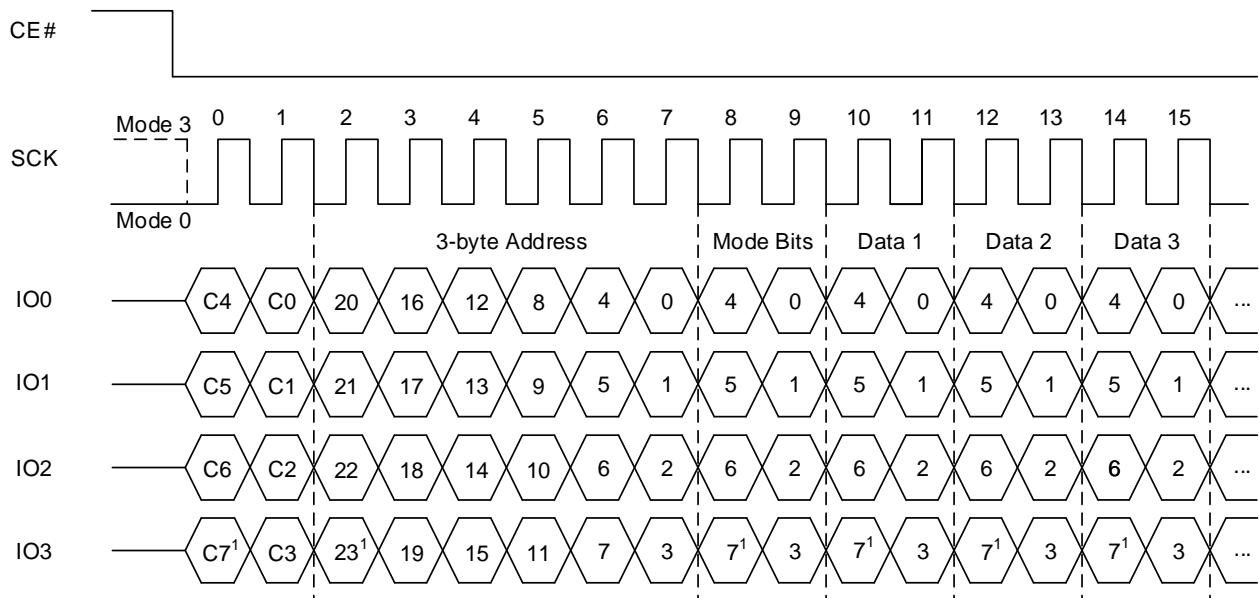 CE#
0 1 2 3 4 5 6 7 8 9 10 11 12 13 14 15
Mode 3
SCK
Mode 0
3-byte Address Mode Bits Data 1 Data 2 Data 3
IO0 C4 C0 20 16 12 8 4 0 4 0 4 0 4 0 4 0 ...
IO1 C5 C1 21 17 13 9 5 1 5 1 5 1 5 1 5 1 ...
IO2 C6 C2 22 18 14 10 6 2 6 2 6 2 6 2 6 2 ...
IO3 C7¹ C3 23¹ 19 15 11 7 3 7¹ 3 7¹ 3 7¹ 3 7¹ 3 ...